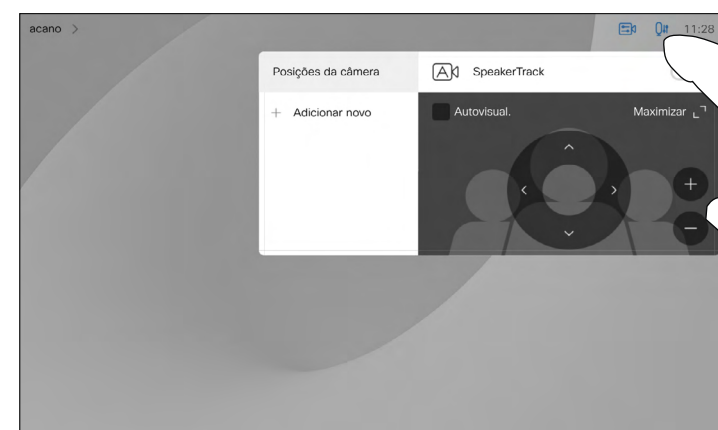 acano >
11:28
Posições da câmera
SpeakerTrack
+ Adicionar novo
Autovisual.
Maximizar